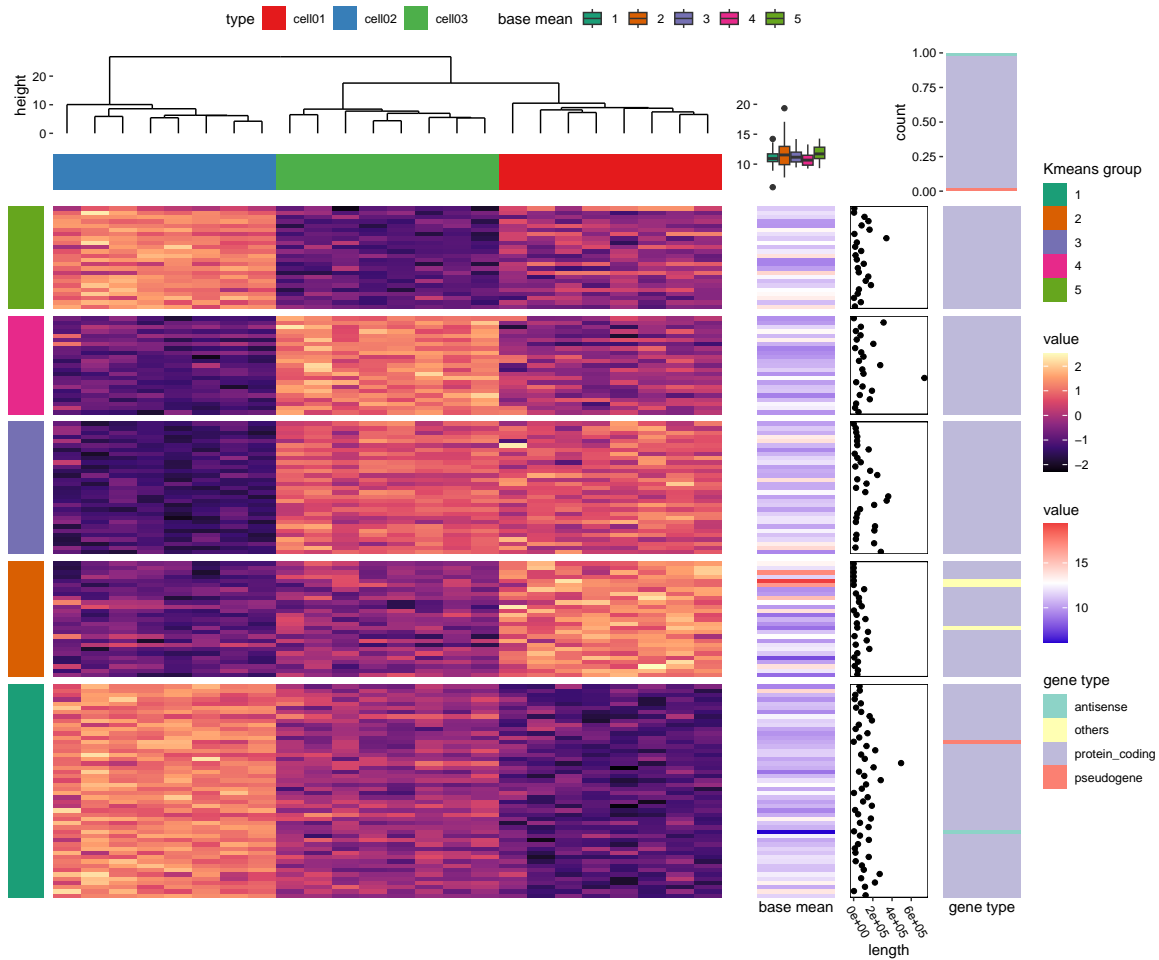 type cell01 cell02 cell03 base mean 1 2 3 4 5
height
20
10
0
20
15
10
count
1.00
0.75
0.50
0.25
0.00
Kmeans group
1
2
3
4
5
value
2
1
0
−1
−2
value
15
10
gene type
antisense
others
protein_coding
pseudogene
base mean
0e+00
2e+05
4e+05
6e+05
length
gene type